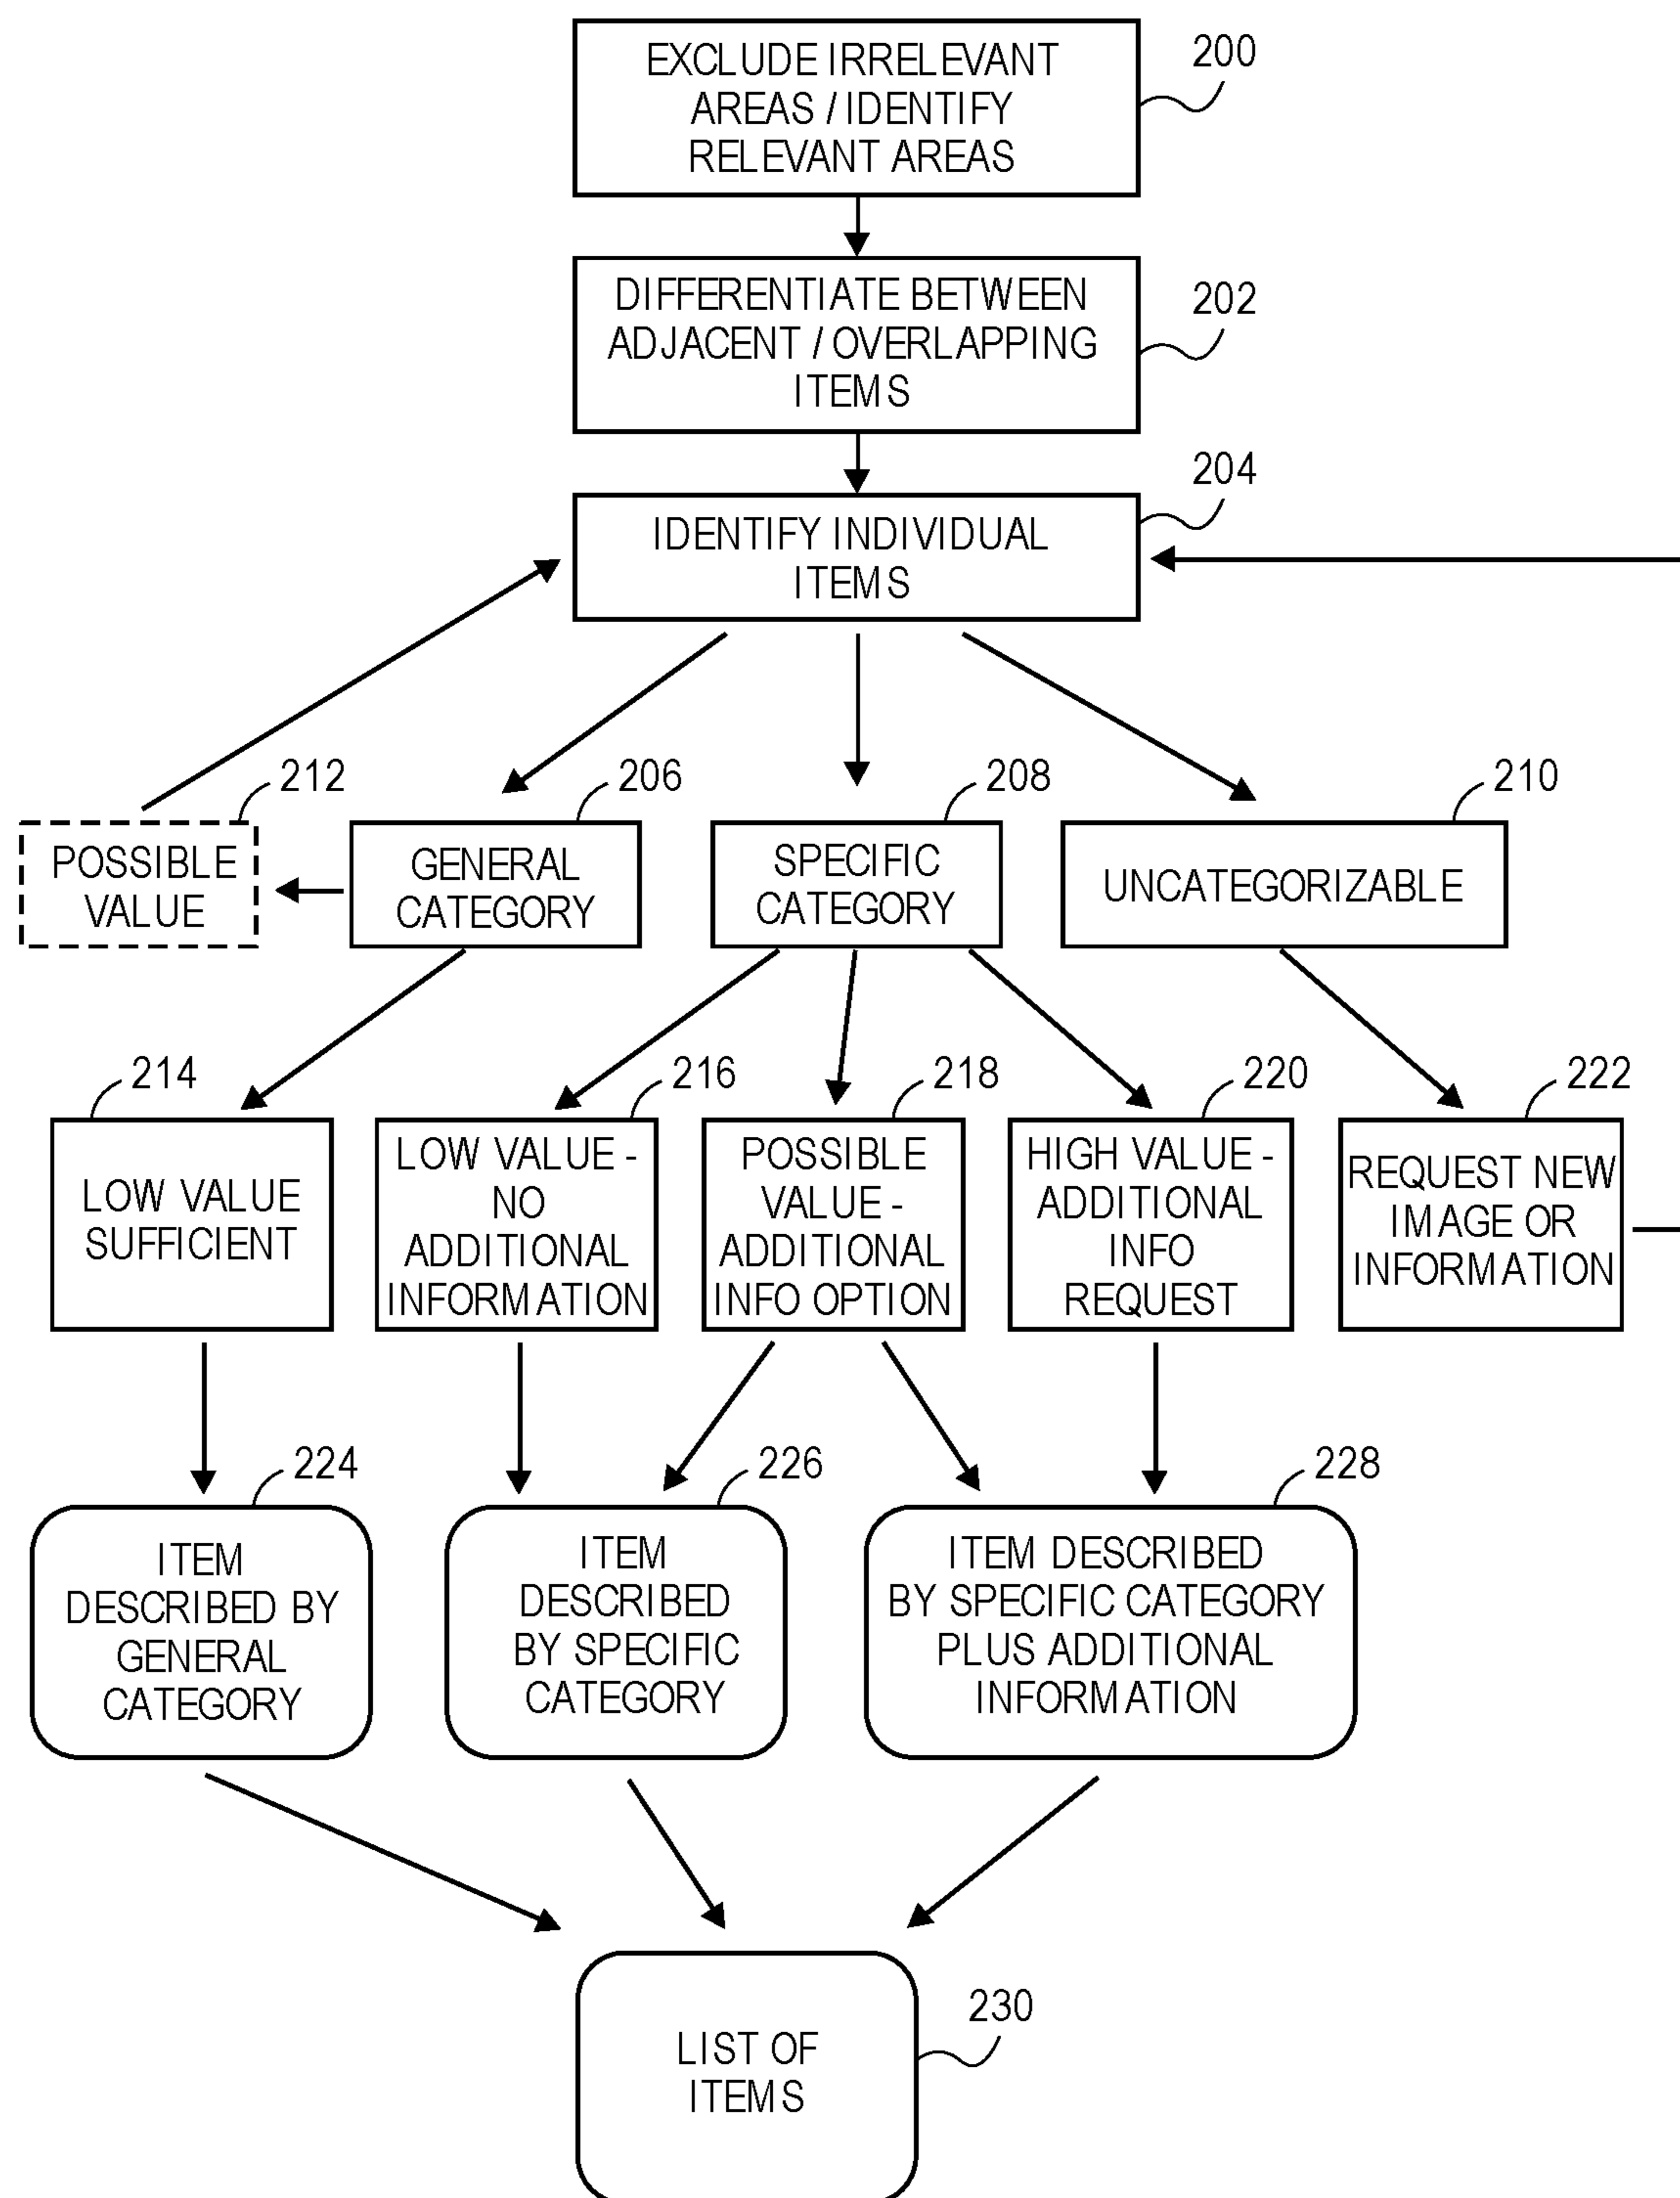 EXCLUDE IRRELEVANT
AREAS / IDENTIFY
RELEVANT AREAS
200
DIFFERENTIATE BETWEEN
ADJACENT / OVERLAPPING
ITEMS
202
IDENTIFY INDIVIDUAL
ITEMS
204
212
POSSIBLE
VALUE
206
GENERAL
CATEGORY
208
SPECIFIC
CATEGORY
210
UNCATEGORIZABLE
214
LOW VALUE
SUFFICIENT
216
LOW VALUE -
NO
ADDITIONAL
INFORMATION
218
POSSIBLE
VALUE -
ADDITIONAL
INFO OPTION
220
HIGH VALUE -
ADDITIONAL
INFO
REQUEST
222
REQUEST NEW
IMAGE OR
INFORMATION
224
ITEM
DESCRIBED BY
GENERAL
CATEGORY
226
ITEM
DESCRIBED
BY SPECIFIC
CATEGORY
228
ITEM DESCRIBED
BY SPECIFIC CATEGORY
PLUS ADDITIONAL
INFORMATION
230
LIST OF
ITEMS